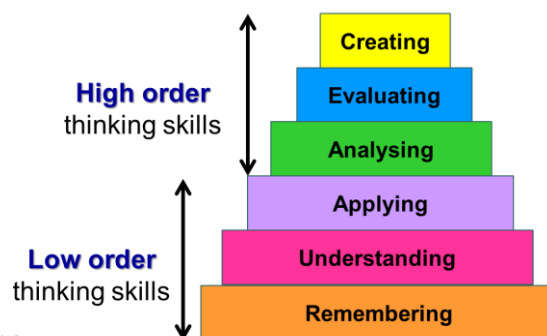 Creating
Evaluating
High order
thinking skills
Analysing
Applying
Understanding
Low order
thinking skills
Remembering